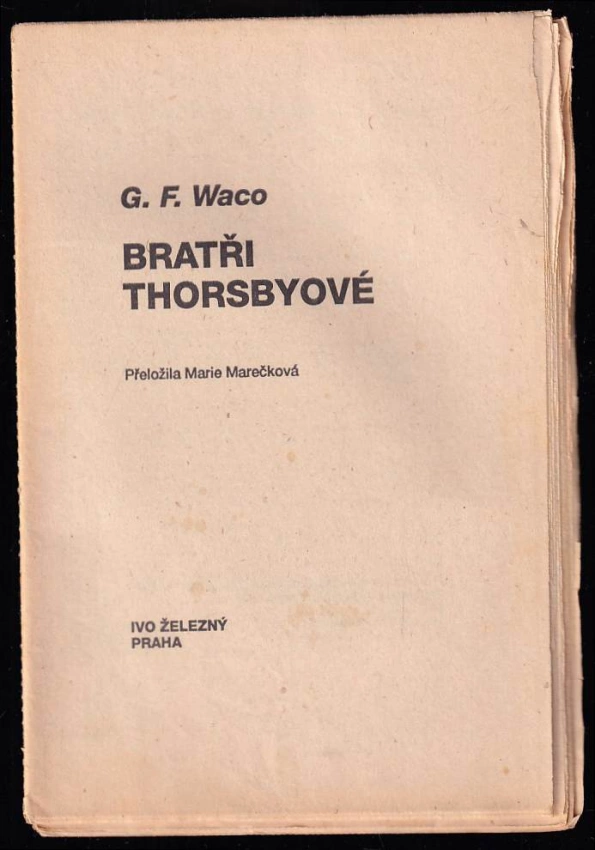 G. F. Waco
BRATŘI
THORSBYOVÉ
Přeložila Marie Marečková
IVO ŽELEZNÝ
PRAHA